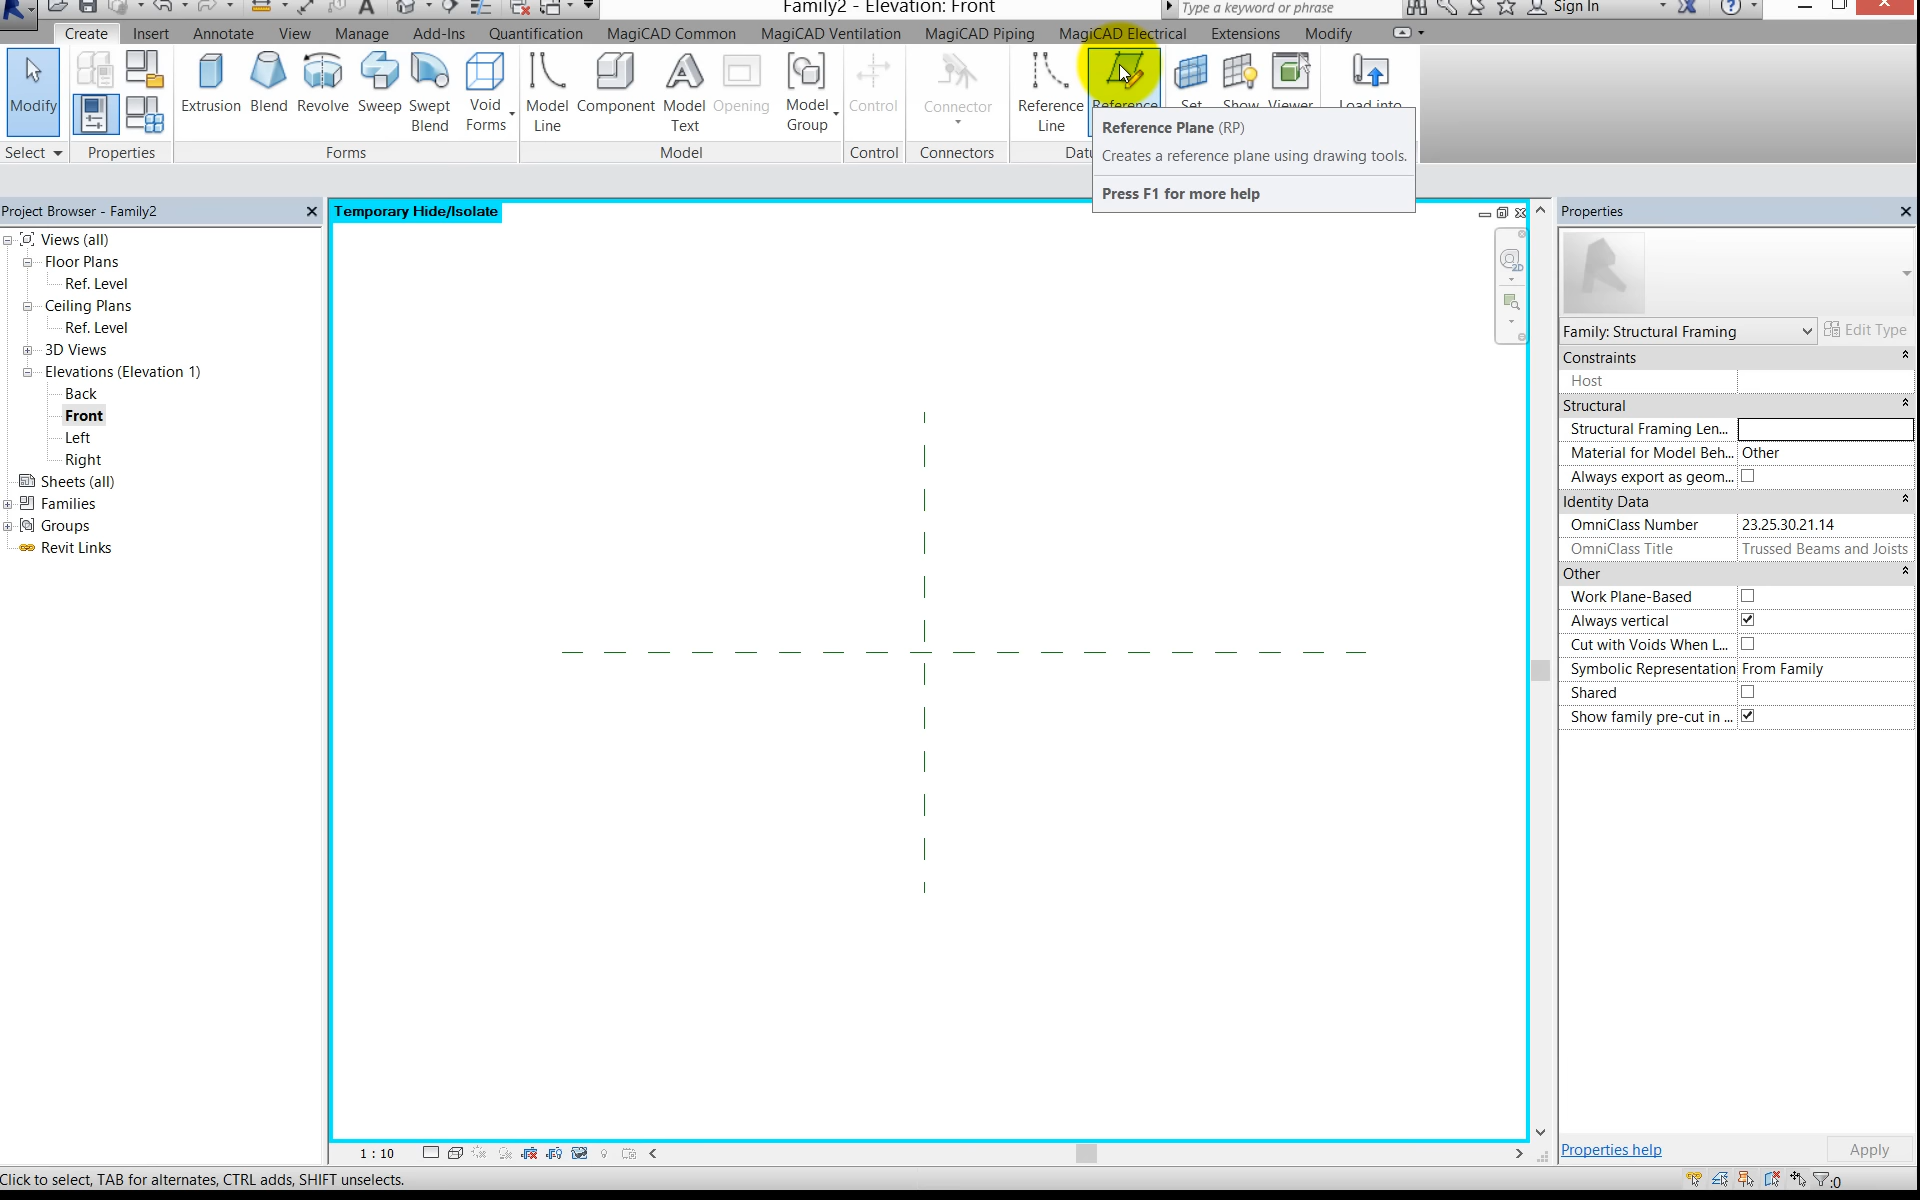 Family2 - Elevation: Front
Type a keyword or phrase
Sign In
Create Insert Annotate View Manage Add-Ins Quantification MagiCAD Common MagiCAD Ventilation MagiCAD Piping MagiCAD Electrical Extensions Modify
Modify
Extrusion Blend Revolve Sweep Swept Blend Void Forms
Model Line Component Model Text Opening Model Group
Control Connector
Reference Line Reference Set Show Viewer Load into
Select Properties Forms Model Control Connectors Datu
Reference Plane (RP)
Creates a reference plane using drawing tools.
Press F1 for more help
Project Browser - Family2
Views (all)
Floor Plans
Ref. Level
Ceiling Plans
Ref. Level
3D Views
Elevations (Elevation 1)
Back
Front
Left
Right
Sheets (all)
Families
Groups
Revit Links
Temporary Hide/Isolate
2D
Properties
Family: Structural Framing
Edit Type
Constraints
Host
Structural
Structural Framing Len...
Material for Model Beh... Other
Always export as geom...
Identity Data
OmniClass Number 23.25.30.21.14
OmniClass Title Trussed Beams and Joists
Other
Work Plane-Based
Always vertical
Cut with Voids When L...
Symbolic Representation From Family
Shared
Show family pre-cut in ...
Properties help
Apply
1 : 10
Click to select, TAB for alternates, CTRL adds, SHIFT unselects.
:0